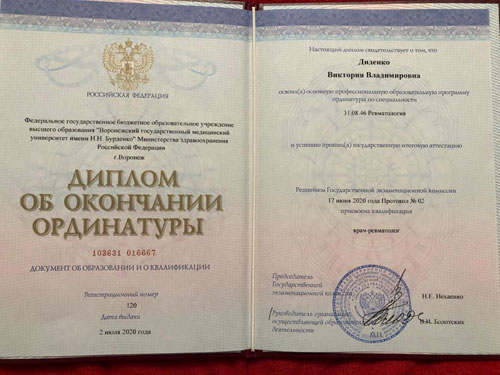 РОССИЙСКАЯ ФЕДЕРАЦИЯ
Федеральное государственное бюджетное образовательное учреждение
высшего образования "Воронежский государственный медицинский
университет имени Н.Н. Бурденко" Министерства здравоохранения
Российской Федерации
г.Воронеж
ДИПЛОМ
ОБ ОКОНЧАНИИ
ОРДИНАТУРЫ
103631 016667
ДОКУМЕНТ ОБ ОБРАЗОВАНИИ И О КВАЛИФИКАЦИИ
Регистрационный номер
120
Дата выдачи
2 июля 2020 года
Настоящий диплом свидетельствует о том, что
Диденко
Виктория Владимировна
освоил(а) основную профессиональную образовательную программу
ординатуры по специальности
31.08.46 Ревматология
и успешно прошёл(а) государственную итоговую аттестацию
Решением Государственной экзаменационной комиссии
17 июня 2020 года Протокол № 02
присвоена квалификация
врач-ревматолог
Председатель
Государственной
экзаменационной комиссии
Н.Е. Нехаенко
Руководитель организации,
осуществляющей образовательную
деятельность
Болотских
М.П.